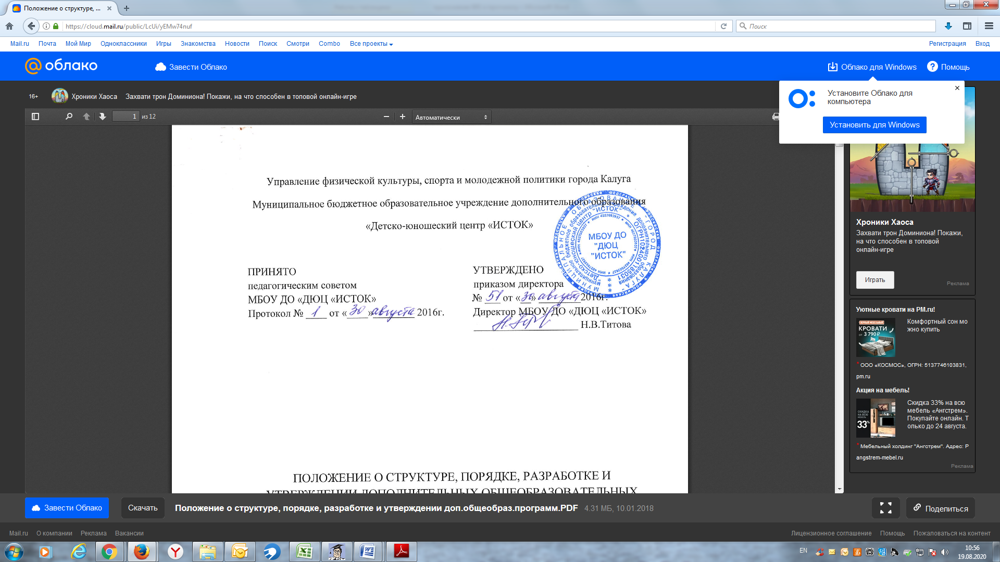 Положение о структуре, ...
https://cloud.mail.ru/public/LcUi/yEMw74nuf
Поиск
Mail.ru Почта Мой Мир Одноклассники Игры Знакомства Новости Поиск Смотри Combo Все проекты
Регистрация Вход
облако
Завести Облако
Облако для Windows
Помощь
16+ Хроники Хаоса Захвати трон Доминиона! Покажи, на что способен в топовой онлайн-игре
Установите Облако для
компьютера
Установить для Windows
1 из 12
Автоматически
Управление физической культуры, спорта и молодежной политики города Калуга
Муниципальное бюджетное образовательное учреждение дополнительного образования
«Детско-юношеский центр «ИСТОК»
МБОУ ДО
"ДЮЦ
"ИСТОК"
ПРИНЯТО
педагогическим советом
МБОУ ДО «ДЮЦ «ИСТОК»
Протокол № 1 от «30» августа 2016г.
УТВЕРЖДЕНО
приказом директора
№ 51 от «30» август 2016г.
Директор МБОУ ДО «ДЮЦ «ИСТОК»
Н.В.Титова
ПОЛОЖЕНИЕ О СТРУКТУРЕ, ПОРЯДКЕ, РАЗРАБОТКЕ И
УТВЕРЖДЕНИИ ДОПОЛНИТЕЛЬНЫХ ОБЩЕОБРАЗОВАТЕЛЬНЫХ
Хроники Хаоса
Захвати трон Доминиона! Покажи,
на что способен в топовой
онлайн-игре
Играть
Реклама
Уютные кровати на PM.ru!
ПЕРВЫЙ МЕБЕЛЬНЫЙ
КРОВАТИ
от 3 790 ₽
Комфортный сон мо
жно купить
* ООО «КОСМОС», ОГРН: 5137746103831,
pm.ru
Акция на мебель!
СКИДКА
НА ВСЮ
МЕБЕЛЬ
33%
Скидка 33% на всю
мебель «Ангстрем».
Покупайте онлайн. Т
олько до 24 августа.
* Мебельный холдинг "Ангстрем". Адрес: Р
angstrem-mebel.ru
Реклама
Завести Облако
Скачать
Положение о структуре, порядке, разработке и утверждении доп.общеобраз.программ.PDF 4.31 МБ, 10.01.2018
Поделиться
Mail.ru О компании Реклама Вакансии
Лицензионное соглашение Помощь Пожаловаться на контент
EN
10:56
19.08.2020